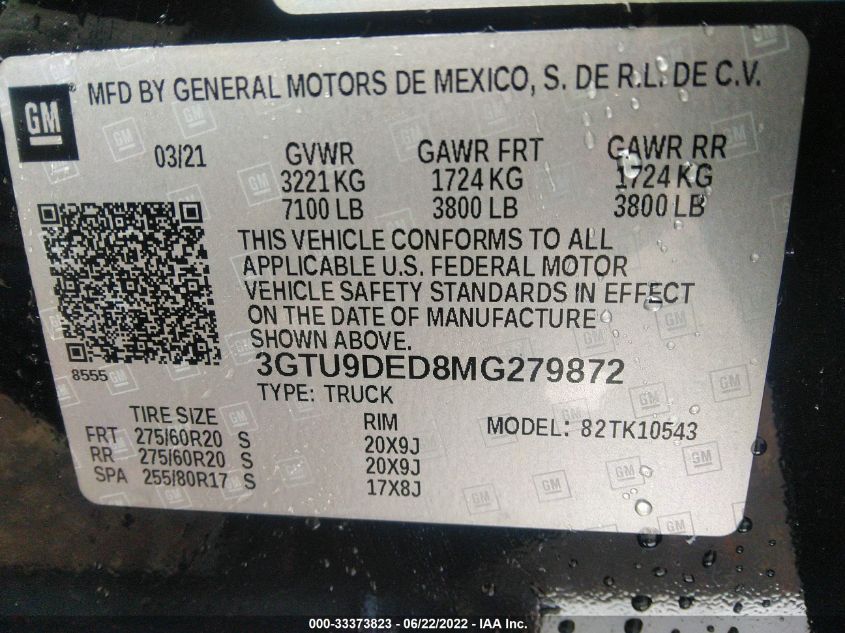 MFD BY GENERAL MOTORS DE MEXICO, S. DE R.L. DE C.V.
GM
03/21 GVWR GAWR FRT GAWR RR
3221 KG 1724 KG 1724 KG
7100 LB 3800 LB 3800 LB
THIS VEHICLE CONFORMS TO ALL
APPLICABLE U.S. FEDERAL MOTOR
VEHICLE SAFETY STANDARDS IN EFFECT
ON THE DATE OF MANUFACTURE
SHOWN ABOVE.
8555
3GTU9DED8MG279872
TYPE: TRUCK
TIRE SIZE RIM MODEL: 82TK10543
FRT 275/60R20 S 20X9J
RR 275/60R20 S 20X9J
SPA 255/80R17 S 17X8J
000-33373823 - 06/22/2022 - IAA Inc.